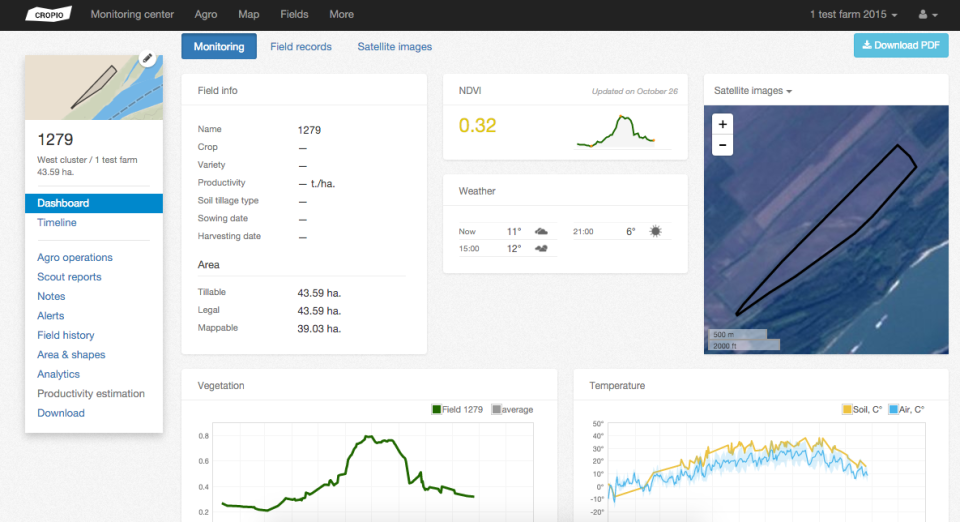 CROPIO Monitoring center Agro Map Fields More 1 test farm 2015
Monitoring Field records Satellite images Download PDF
1279
West cluster / 1 test farm
43.59 ha.
Dashboard
Timeline
Agro operations
Scout reports
Notes
Alerts
Field history
Area & shapes
Analytics
Productivity estimation
Download
Field info
Name 1279
Crop —
Variety —
Productivity — t./ha.
Soil tillage type —
Sowing date —
Harvesting date —
Area
Tillable 43.59 ha.
Legal 43.59 ha.
Mappable 39.03 ha.
NDVI Updated on October 26
0.32
Weather
Now 11° 21:00 6°
15:00 12°
Satellite images
+
−
500 m
2000 ft
Vegetation
Field 1279 average
0.8
0.6
0.4
0.2
Temperature
Soil, C° Air, C°
50°
40°
30°
20°
10°
0°
-10°
-20°